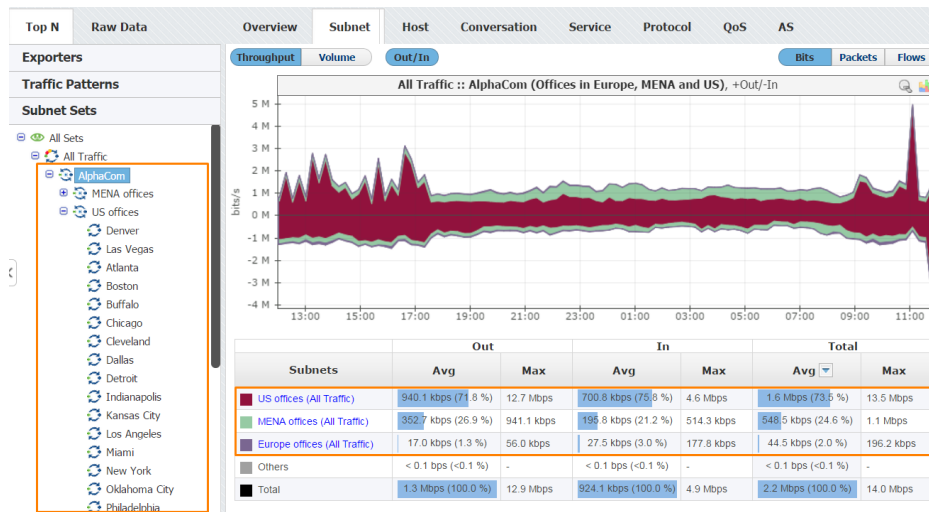 Top N Raw Data
Overview Subnet Host Conversation Service Protocol QoS AS
Exporters
Traffic Patterns
Subnet Sets
All Sets
All Traffic
AlphaCom
MENA offices
US offices
Denver
Las Vegas
Atlanta
Boston
Buffalo
Chicago
Cleveland
Dallas
Detroit
Indianapolis
Kansas City
Los Angeles
Miami
New York
Oklahoma City
Philadelphia
Throughput Volume Out/In Bits Packets Flows
All Traffic :: AlphaCom (Offices in Europe, MENA and US), +Out/-In
bits/s
5 M
4 M
3 M
2 M
1 M
0 M
-1 M
-2 M
-3 M
-4 M
13:00 15:00 17:00 19:00 21:00 23:00 01:00 03:00 05:00 07:00 09:00 11:00
Out In Total
Subnets Avg Max Avg Max Avg Max
US offices (All Traffic) 940.1 kbps (71.8 %) 12.7 Mbps 700.8 kbps (75.8 %) 4.6 Mbps 1.6 Mbps (73.5 %) 13.5 Mbps
MENA offices (All Traffic) 352.7 kbps (26.9 %) 941.1 kbps 195.8 kbps (21.2 %) 514.3 kbps 548.5 kbps (24.6 %) 1.1 Mbps
Europe offices (All Traffic) 17.0 kbps (1.3 %) 56.0 kbps 27.5 kbps (3.0 %) 177.8 kbps 44.5 kbps (2.0 %) 196.2 kbps
Others < 0.1 bps (<0.1 %) - < 0.1 bps (<0.1 %) - < 0.1 bps (<0.1 %) -
Total 1.3 Mbps (100.0 %) 12.9 Mbps 924.1 kbps (100.0 %) 4.9 Mbps 2.2 Mbps (100.0 %) 14.0 Mbps